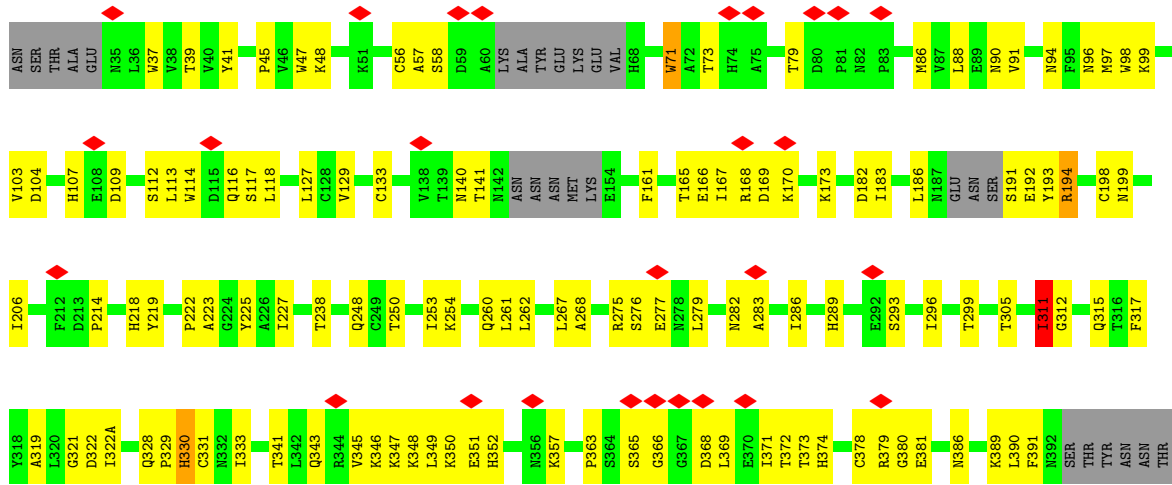 ASN SER THR ALA GLU N35 L36 W37 V38 T39 V40 Y41 P45 V46 W47 K48 K51 C56 A57 S58 D59 A60 LYS ALA TYR GLU LYS GLU VAL H68 W71 A72 T73 H74 A75 T79 D80 P81 N82 P83 M86 V87 L88 E89 N90 V91 N94 F95 N96 M97 W98 K99
V103 D104 H107 E108 D109 S112 L113 W114 D115 Q116 S117 L118 L127 C128 V129 C133 V138 T139 N140 T141 N142 ASN ASN ASN MET LYS E154 F161 T165 E166 I167 R168 D169 K170 K173 D182 I183 L186 N187 GLU ASN SER S191 E192 Y193 R194 C198 N199
I206 F212 D213 P214 H218 Y219 P222 A223 G224 Y225 A226 I227 T238 Q248 C249 T250 I253 K254 Q260 L261 L262 L267 A268 R275 S276 E277 N278 L279 N282 A283 I286 H289 E292 S293 I296 T299 T305 I311 G312 Q315 T316 F317
Y318 A319 L320 G321 D322 I322A Q328 P329 H330 C331 N332 I333 T341 L342 Q343 R344 V345 K346 K347 K348 L349 K350 E351 H352 N356 K357 P363 S364 S365 G366 G367 D368 L369 E370 I371 T372 T373 H374 C378 R379 G380 E381 N386 K389 L390 F391 N392 SER THR TYR ASN ASN THR